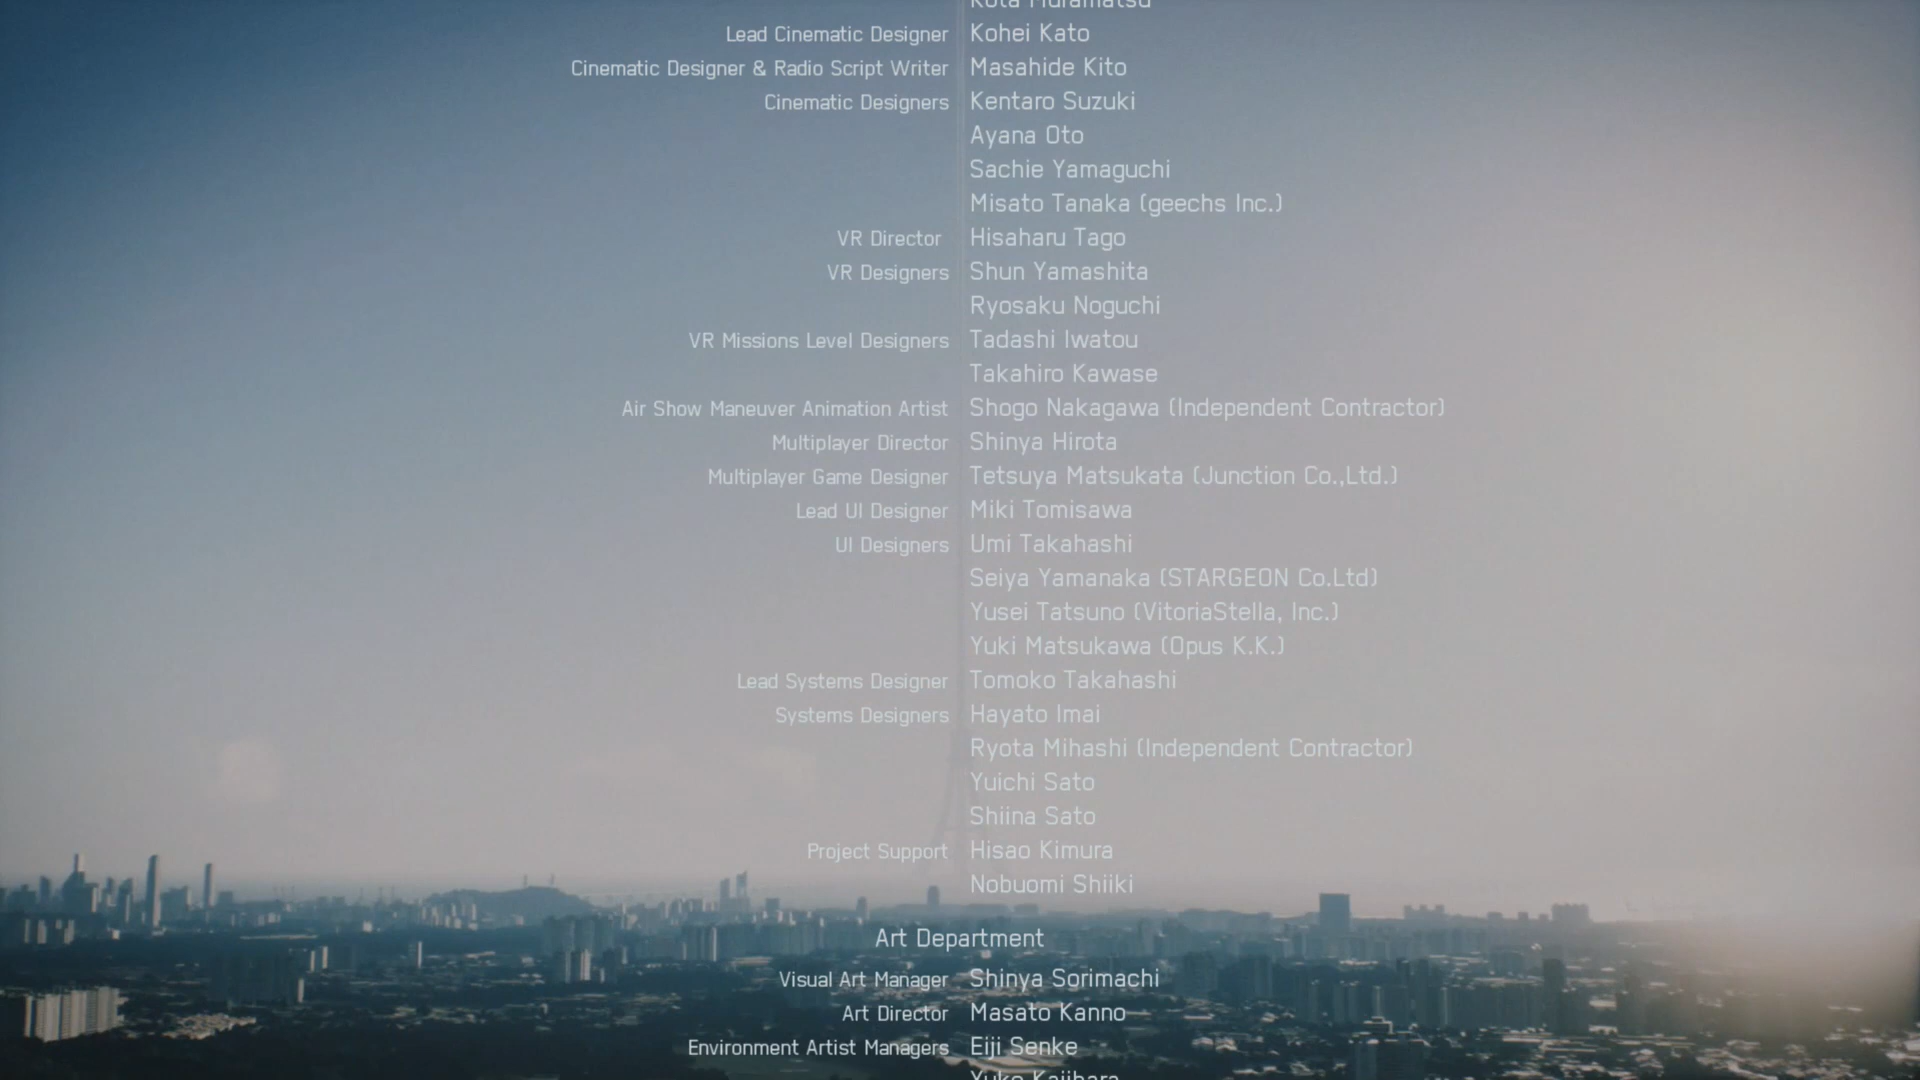 Kota Muramatsu
Lead Cinematic Designer Kohei Kato
Cinematic Designer & Radio Script Writer Masahide Kito
Cinematic Designers Kentaro Suzuki
Ayana Oto
Sachie Yamaguchi
Misato Tanaka (geechs Inc.)
VR Director Hisaharu Tago
VR Designers Shun Yamashita
Ryosaku Noguchi
VR Missions Level Designers Tadashi Iwatou
Takahiro Kawase
Air Show Maneuver Animation Artist Shogo Nakagawa (Independent Contractor)
Multiplayer Director Shinya Hirota
Multiplayer Game Designer Tetsuya Matsukata (Junction Co.,Ltd.)
Lead UI Designer Miki Tomisawa
UI Designers Umi Takahashi
Seiya Yamanaka (STARGEON Co.Ltd)
Yusei Tatsuno (VitoriaStella, Inc.)
Yuki Matsukawa (Opus K.K.)
Lead Systems Designer Tomoko Takahashi
Systems Designers Hayato Imai
Ryota Mihashi (Independent Contractor)
Yuichi Sato
Shiina Sato
Project Support Hisao Kimura
Nobuomi Shiiki
Art Department
Visual Art Manager Shinya Sorimachi
Art Director Masato Kanno
Environment Artist Managers Eiji Senke
Yuko Kajihara